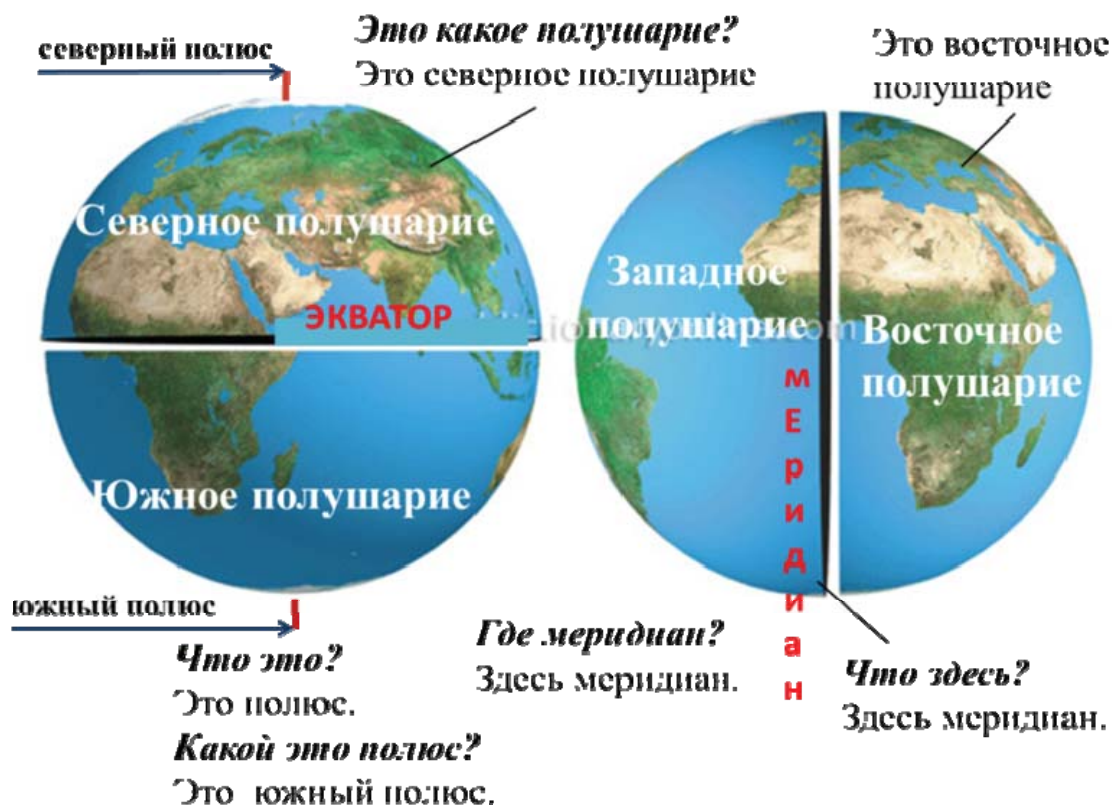 северный полюс
Это какое полушарие?
Это северное полушарие
Это восточное
полушарие
Северное полушарие
ЭКВАТОР
Южное полушарие
Западное
полушарие
Восточное
полушарие
мЕридиан
южный полюс
Что это?
Это полюс.
Какой это полюс?
Это южный полюс.
Где меридиан?
Здесь меридиан.
Что здесь?
Здесь меридиан.